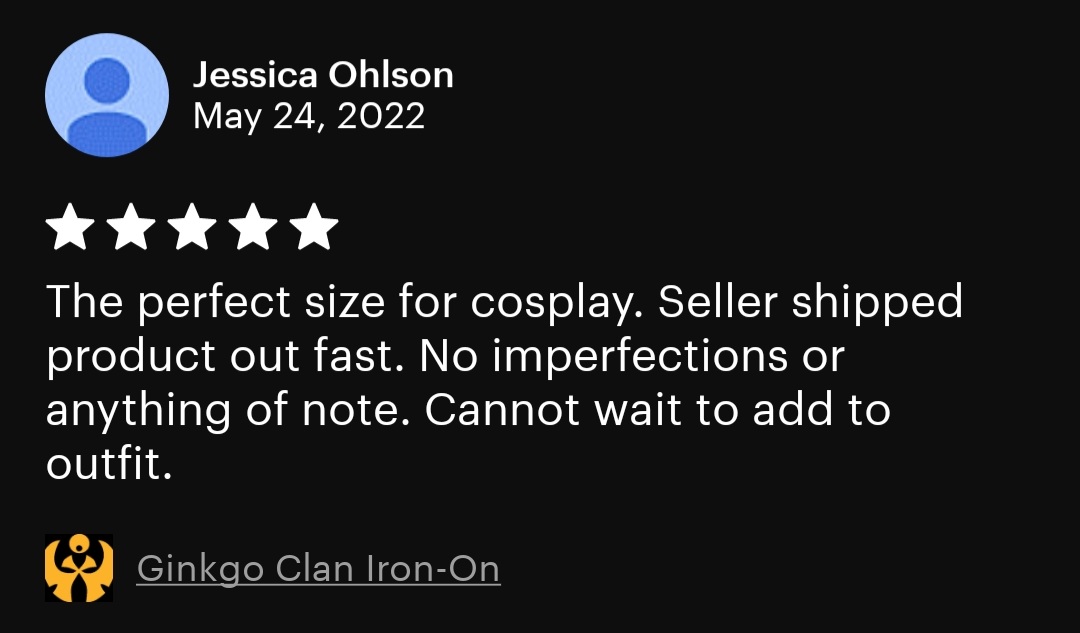 Jessica Ohlson
May 24, 2022
The perfect size for cosplay. Seller shipped
product out fast. No imperfections or
anything of note. Cannot wait to add to
outfit.
Ginkgo Clan Iron-On